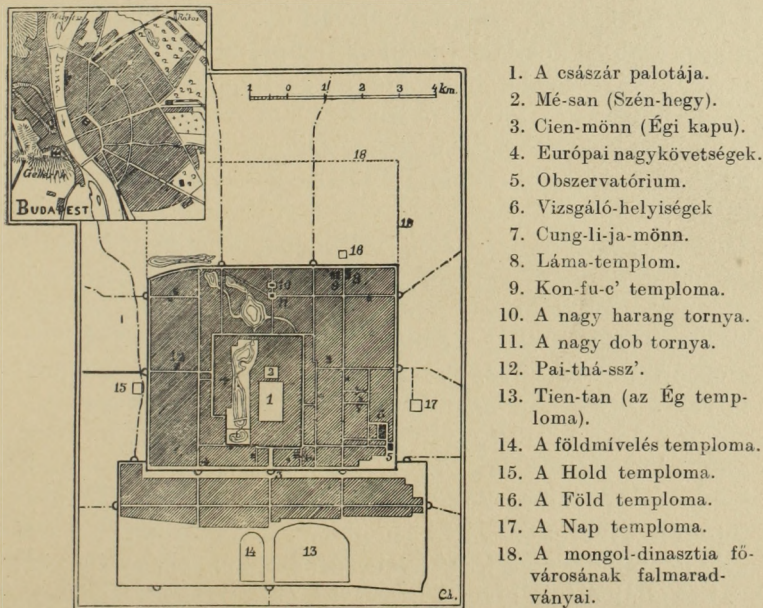 BUDAPEST
Duna
1 0 1 2 3 4 km.
18
18
16
10
9 8
11
12
2
1
15
17
6
5
3
14
13
Ch.
1. A császár palotája.
2. Mé-san (Szén-hegy).
3. Cien-mönn (Égi kapu).
4. Európai nagykövetségek.
5. Obszervatórium.
6. Vizsgáló-helyiségek
7. Cung-li-ja-mönn.
8. Láma-templom.
9. Kon-fu-c’ temploma.
10. A nagy harang tornya.
11. A nagy dob tornya.
12. Pai-thá-ssz’.
13. Tien-tan (az Ég temp-
loma).
14. A földmívelés temploma.
15. A Hold temploma.
16. A Föld temploma.
17. A Nap temploma.
18. A mongol-dinasztia fő-
városának falmarad-
ványai.